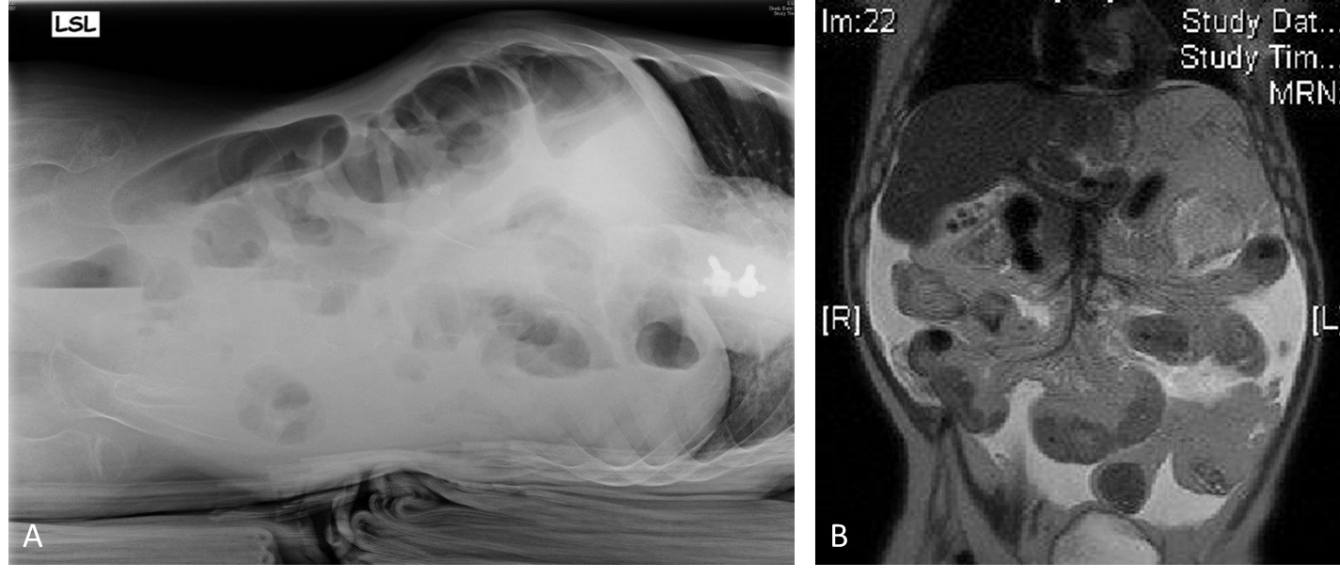 LSL
A
Im:22
Study Dat...
Study Tim...
MRN:
[R]
[L
B